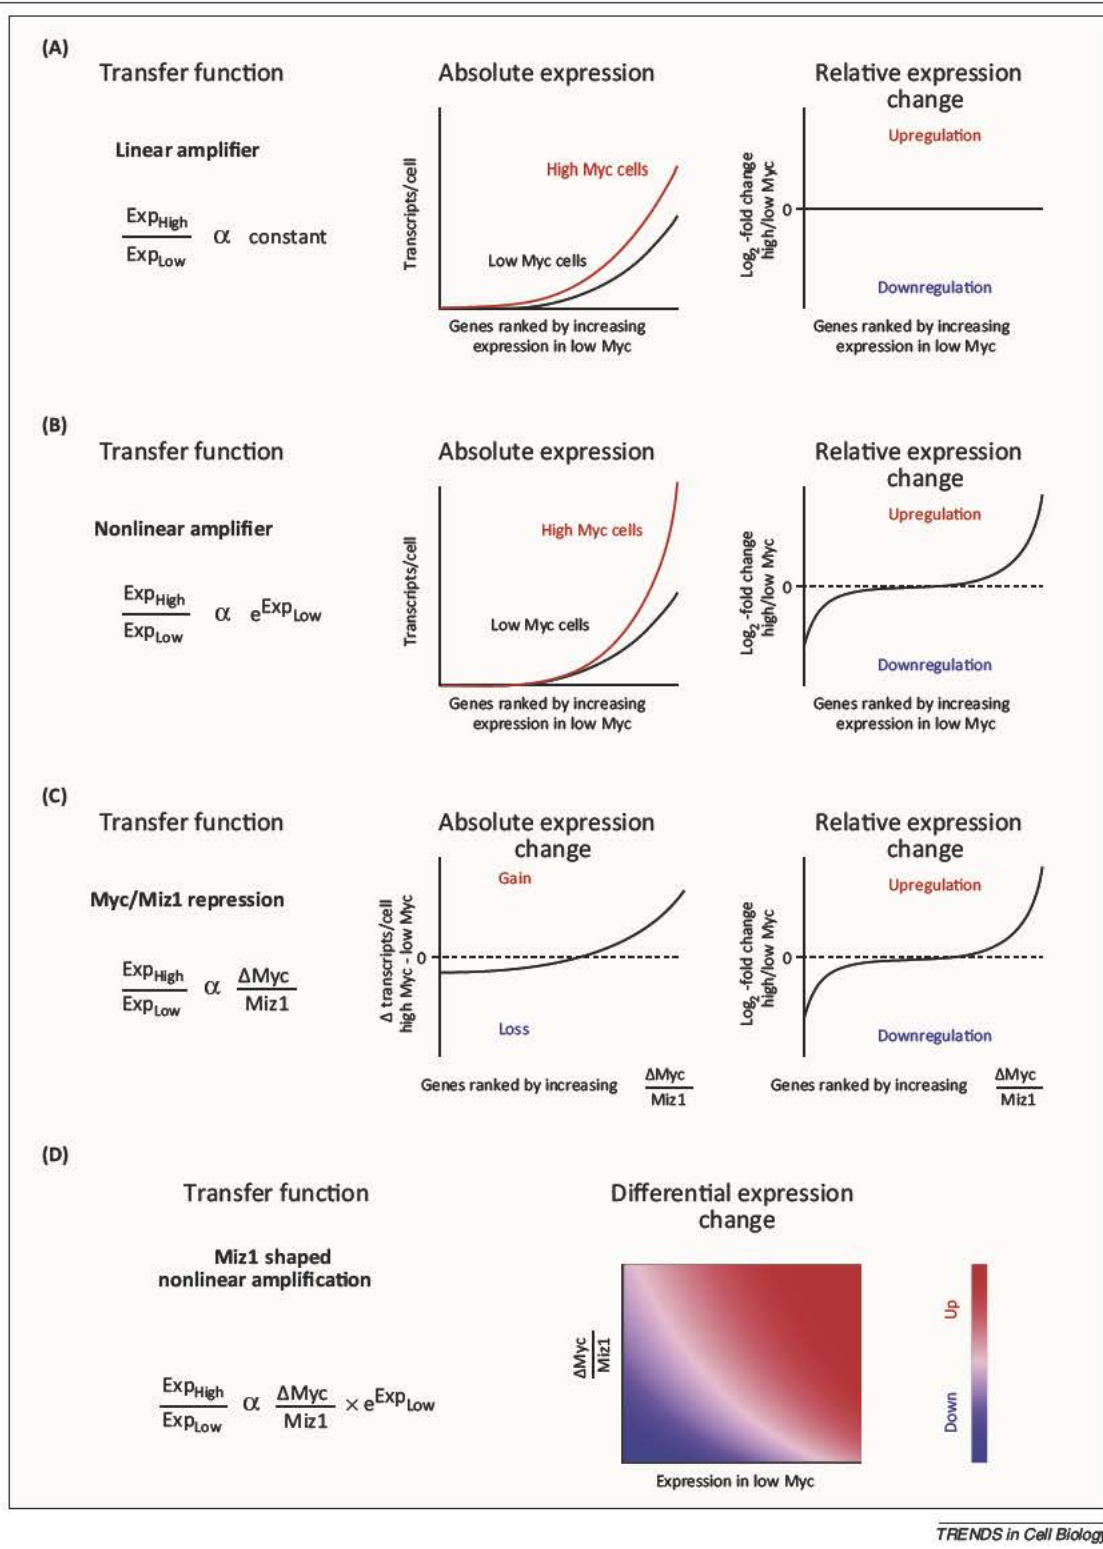 (A)
Transfer function
Absolute expression
Relative expression
change
Linear amplifier
Exp_High
Exp_Low
α constant
Transcripts/cell
High Myc cells
Low Myc cells
Genes ranked by increasing
expression in low Myc
Log2 -fold change
high/low Myc
Upregulation
0
Downregulation
Genes ranked by increasing
expression in low Myc
(B)
Transfer function
Absolute expression
Relative expression
change
Nonlinear amplifier
Exp_High
Exp_Low
α e^Exp_Low
Transcripts/cell
High Myc cells
Low Myc cells
Genes ranked by increasing
expression in low Myc
Log2 -fold change
high/low Myc
Upregulation
0
Downregulation
Genes ranked by increasing
expression in low Myc
(C)
Transfer function
Absolute expression
change
Relative expression
change
Myc/Miz1 repression
Exp_High
Exp_Low
α
ΔMyc
Miz1
Δ transcripts/cell
high Myc - low Myc
Gain
0
Loss
Genes ranked by increasing
ΔMyc
Miz1
Log2 -fold change
high/low Myc
Upregulation
0
Downregulation
Genes ranked by increasing
ΔMyc
Miz1
(D)
Transfer function
Differential expression
change
Miz1 shaped
nonlinear amplification
Exp_High
Exp_Low
α
ΔMyc
Miz1
× e^Exp_Low
ΔMyc
Miz1
Expression in low Myc
Up
Down
TRENDS in Cell Biology